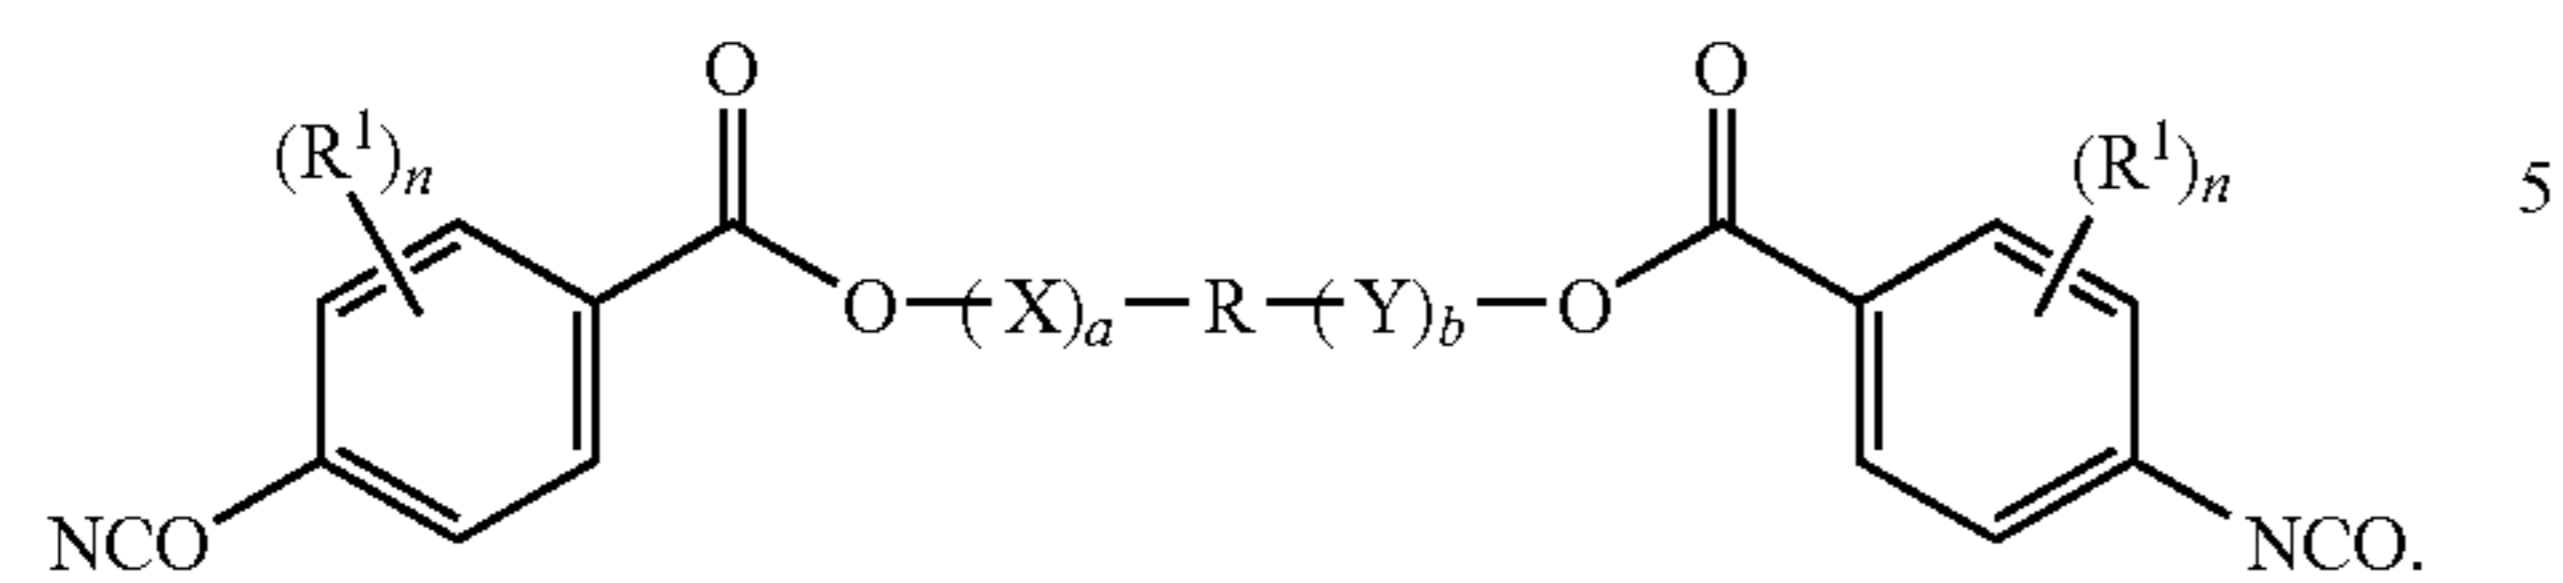 O O
(R¹)n (R¹)n 5
O—(X)a—R—(Y)b—O
NCO NCO.